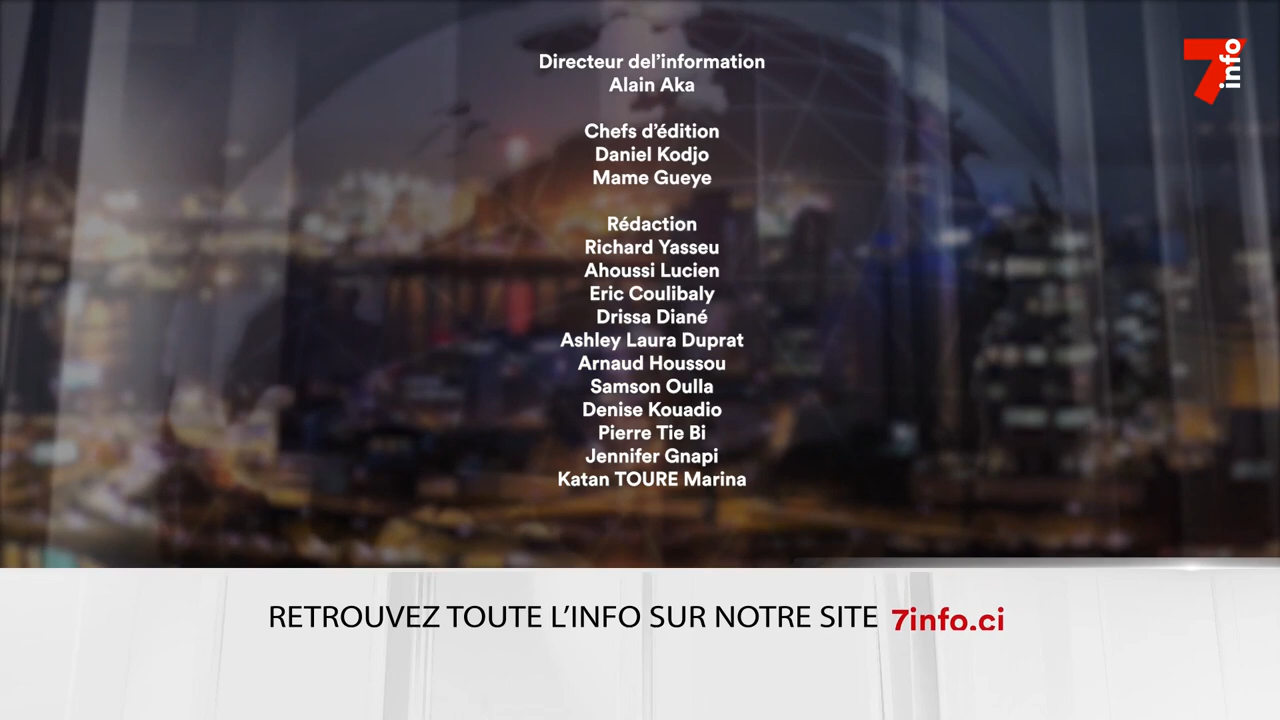 Directeur del'information
Alain Aka
Chefs d'édition
Daniel Kodjo
Mame Gueye
Rédaction
Richard Yasseu
Ahoussi Lucien
Eric Coulibaly
Drissa Diané
Ashley Laura Duprat
Arnaud Houssou
Samson Oulla
Denise Kouadio
Pierre Tie Bi
Jennifer Gnapi
Katan TOURE Marina
7info
RETROUVEZ TOUTE L'INFO SUR NOTRE SITE 7info.ci